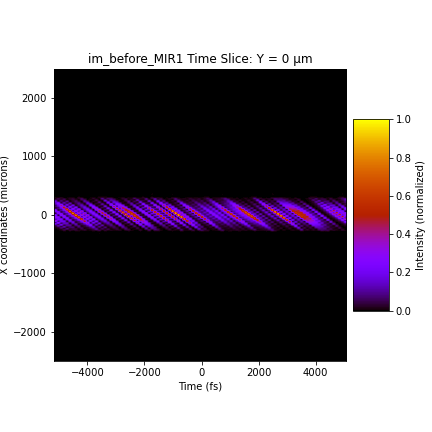 im_before_MIR1 Time Slice: Y = 0 μm
2000
1000
0
−1000
−2000
X coordinates (microns)
−4000 −2000 0 2000 4000
Time (fs)
1.0
0.8
0.6
0.4
0.2
0.0
Intensity (normalized)